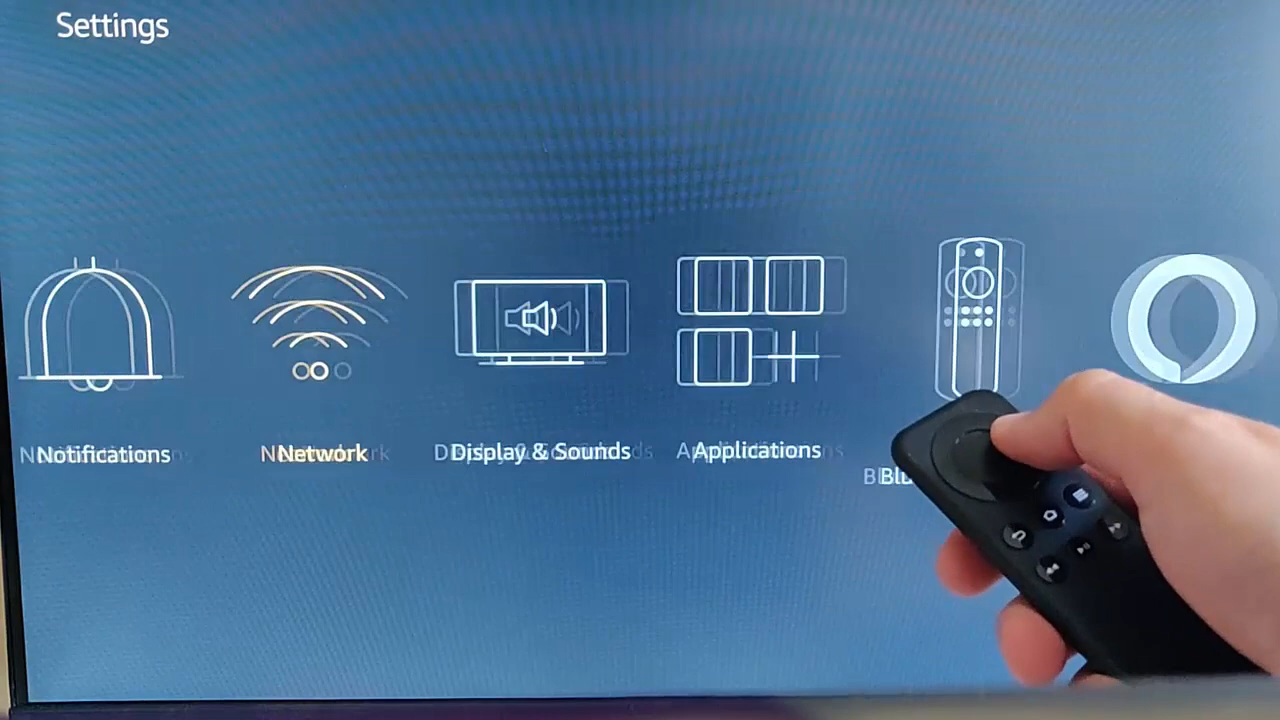 Settings
Notifications
Network
Display & Sounds
Applications